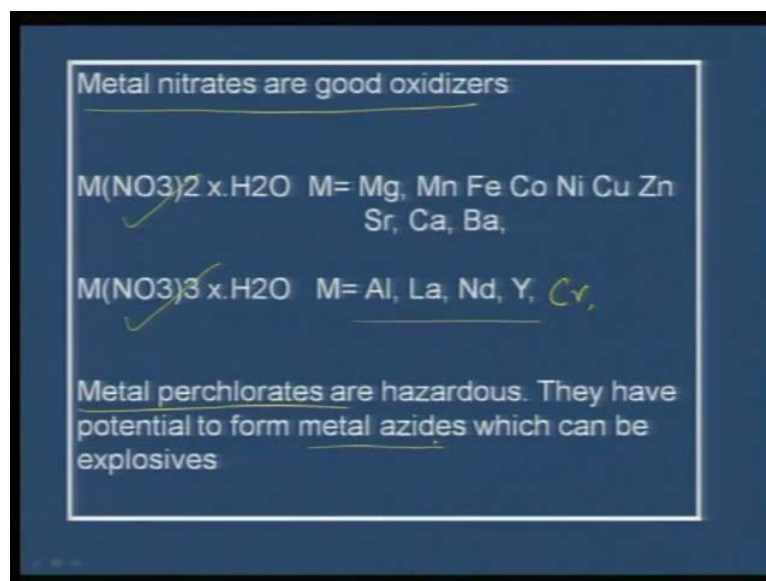 Metal nitrates are good oxidizers
M(NO3)2 x.H2O M= Mg, Mn Fe Co Ni Cu Zn
Sr, Ca, Ba,
M(NO3)3 x.H2O M= Al, La, Nd, Y, Cr,
Metal perchlorates are hazardous. They have
potential to form metal azides which can be
explosives